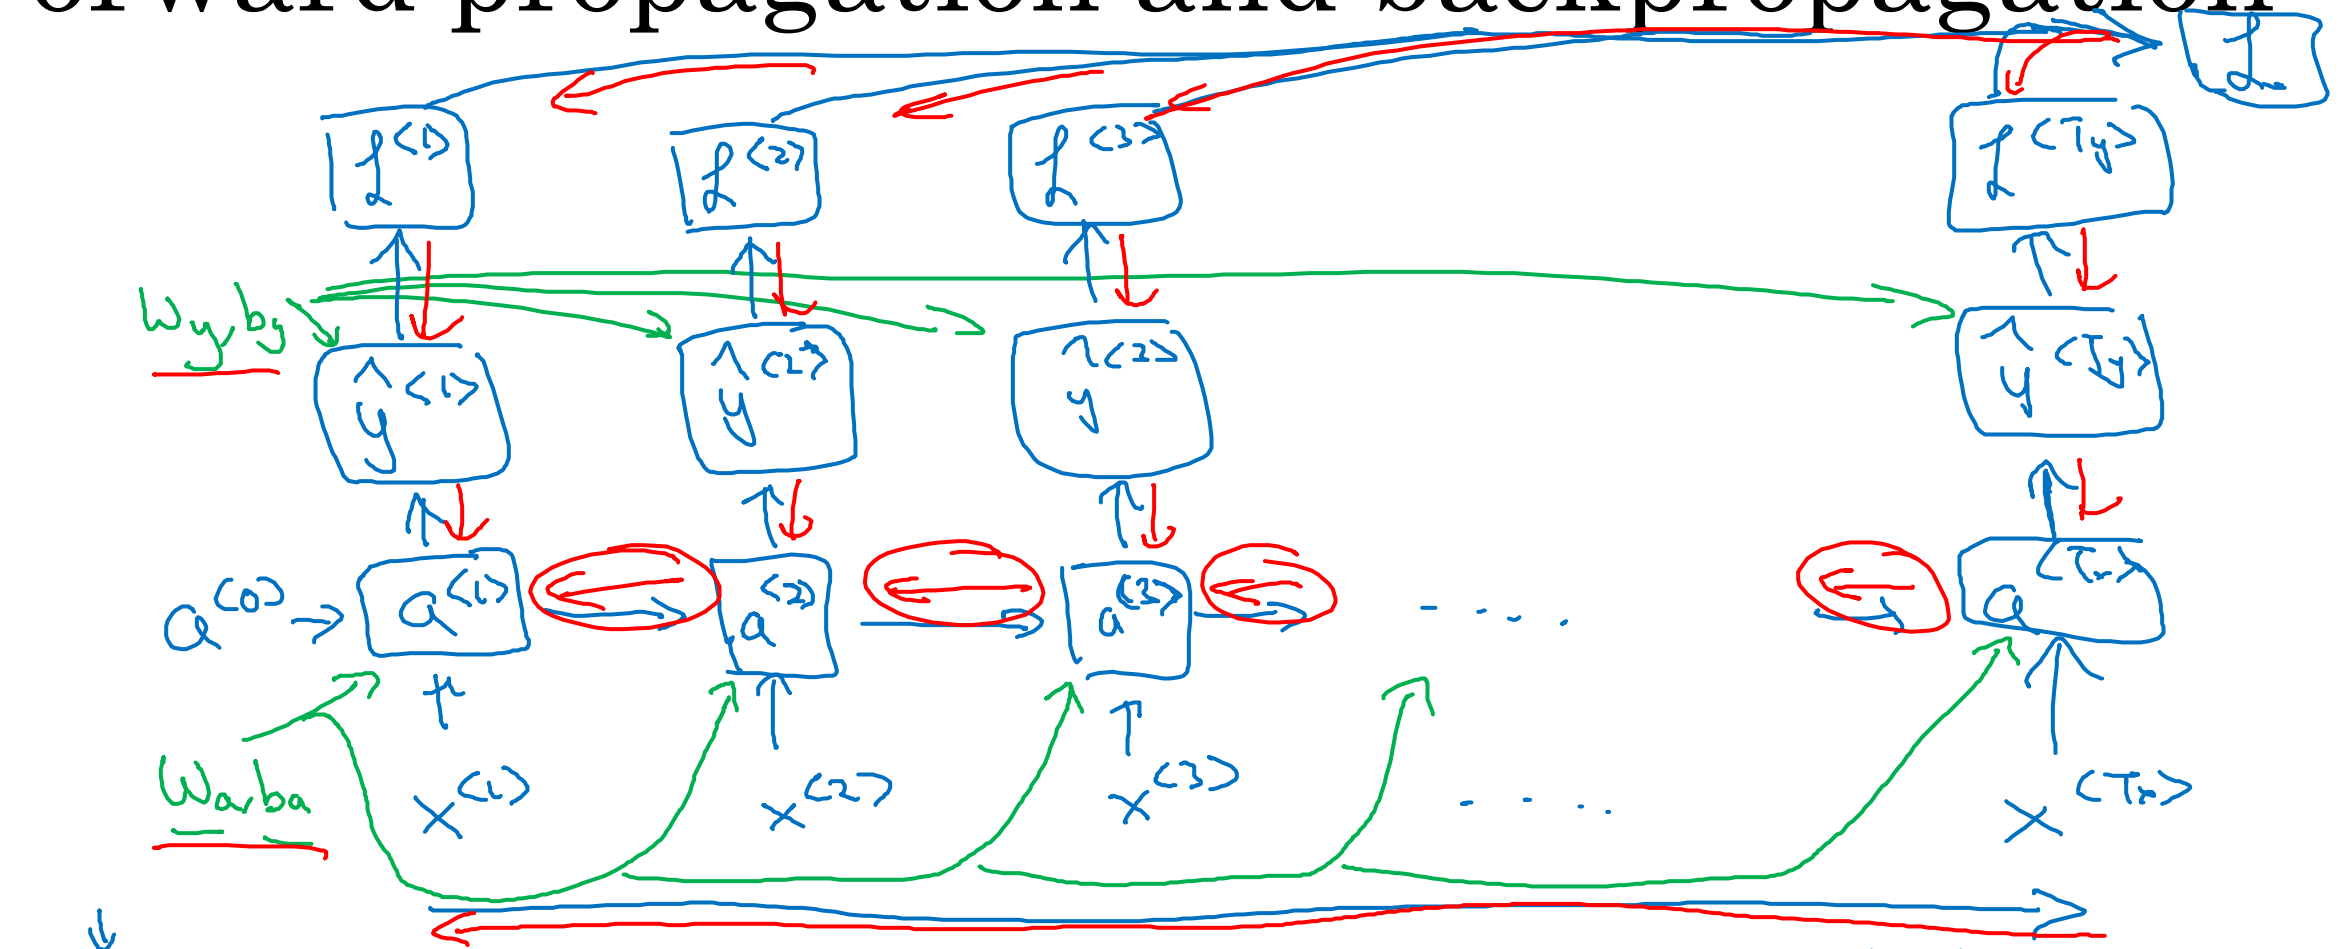 orward propagation and backpropagation
L
L<1> L<2> L<3> L<Ty>
Wy, by
ŷ<1> ŷ<2> ŷ<2> ŷ<Ty>
a<0> → a<1> a<2> a<3> - - . . a<Tx>
Wa, ba
x<1> x<2> x<3> . . . . x<Tx>